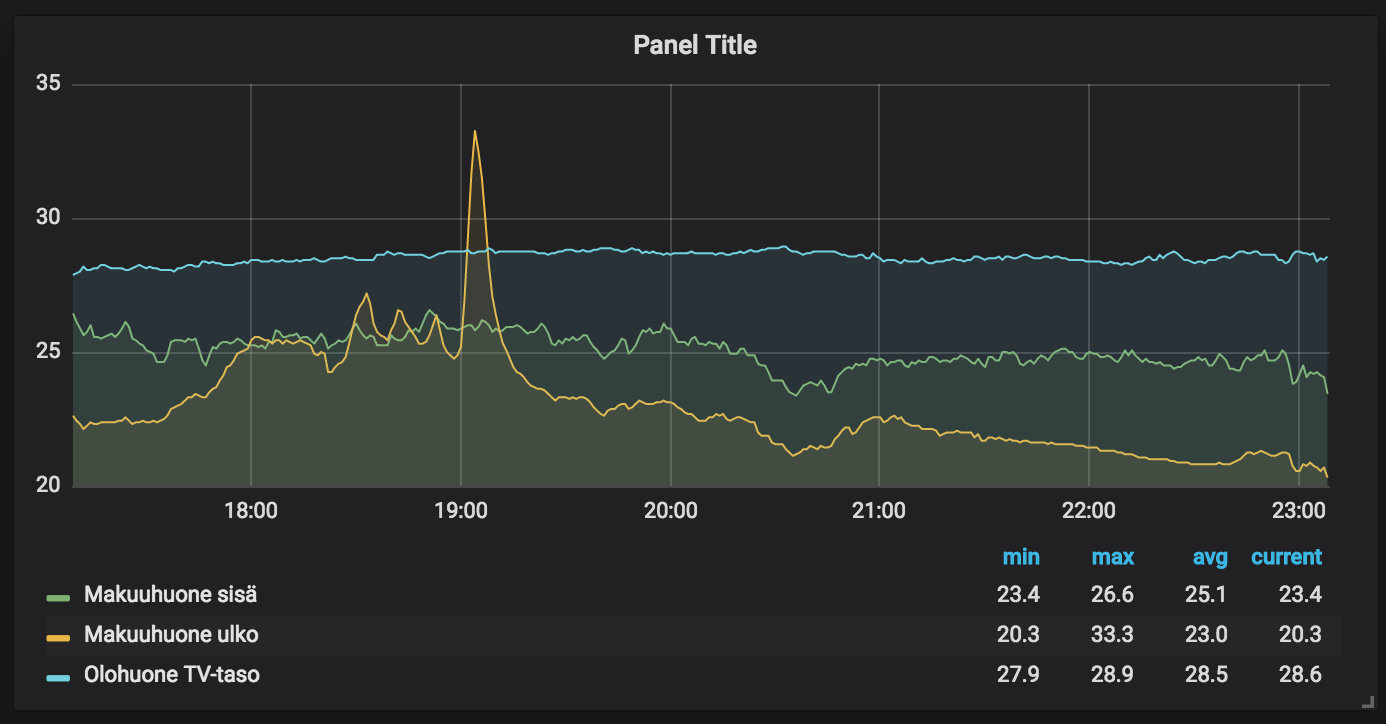 Panel Title
35
30
25
20
18:00 19:00 20:00 21:00 22:00 23:00
min max avg current
Makuuhuone sisä 23.4 26.6 25.1 23.4
Makuuhuone ulko 20.3 33.3 23.0 20.3
Olohuone TV-taso 27.9 28.9 28.5 28.6